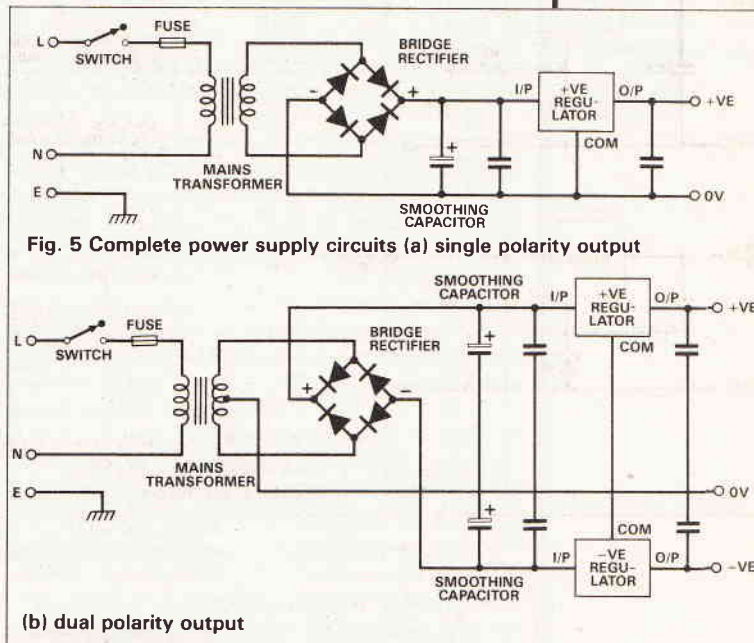 L
SWITCH
FUSE
BRIDGE
RECTIFIER
-
+
I/P
+VE
REGU-
LATOR
O/P
+VE
COM
N
MAINS
TRANSFORMER
+
E
SMOOTHING
CAPACITOR
0V
Fig. 5 Complete power supply circuits (a) single polarity output
SMOOTHING
CAPACITOR
I/P
+VE
REGU-
LATOR
O/P
+VE
L
SWITCH
FUSE
BRIDGE
RECTIFIER
+
COM
+
-
N
MAINS
TRANSFORMER
E
0V
+
COM
I/P
-VE
REGU-
LATOR
O/P
-VE
SMOOTHING
CAPACITOR
(b) dual polarity output